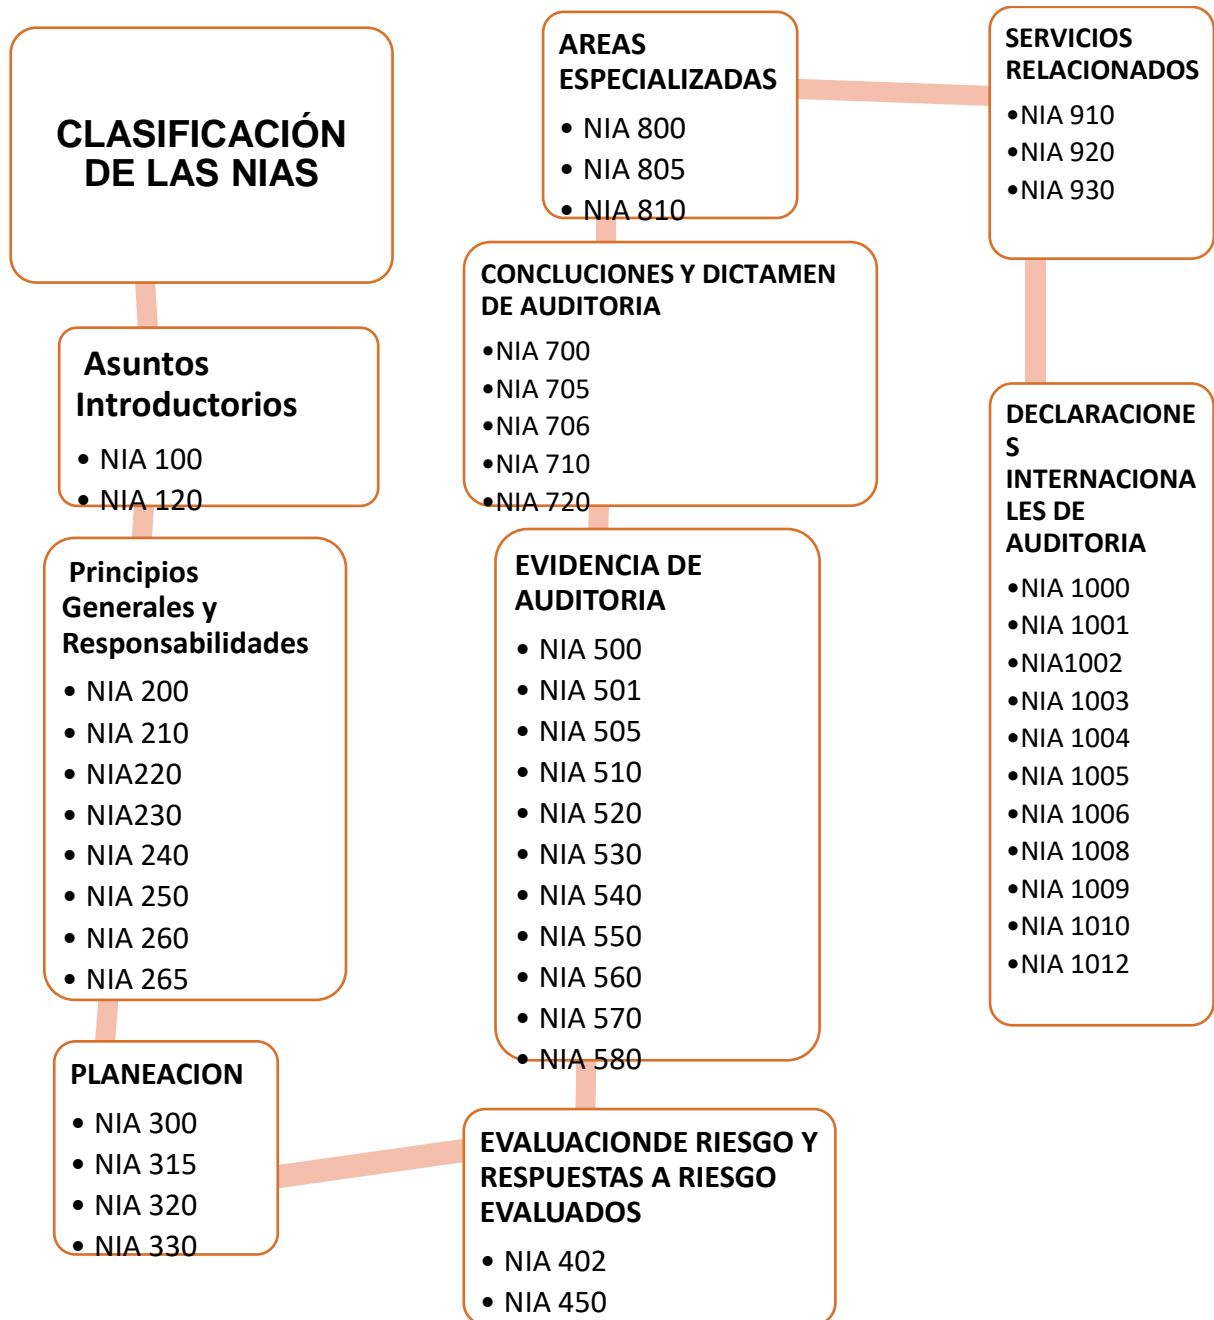 CLASIFICACIÓN
DE LAS NIAS
Asuntos
Introductorios
• NIA 100
• NIA 120
Principios
Generales y
Responsabilidades
• NIA 200
• NIA 210
• NIA220
• NIA230
• NIA 240
• NIA 250
• NIA 260
• NIA 265
PLANEACION
• NIA 300
• NIA 315
• NIA 320
• NIA 330
EVALUACIONDE RIESGO Y
RESPUESTAS A RIESGO
EVALUADOS
• NIA 402
• NIA 450
EVIDENCIA DE
AUDITORIA
• NIA 500
• NIA 501
• NIA 505
• NIA 510
• NIA 520
• NIA 530
• NIA 540
• NIA 550
• NIA 560
• NIA 570
• NIA 580
CONCLUCIONES Y DICTAMEN
DE AUDITORIA
•NIA 700
•NIA 705
•NIA 706
•NIA 710
•NIA 720
AREAS
ESPECIALIZADAS
• NIA 800
• NIA 805
• NIA 810
SERVICIOS
RELACIONADOS
•NIA 910
•NIA 920
•NIA 930
DECLARACIONE
S
INTERNACIONA
LES DE
AUDITORIA
•NIA 1000
•NIA 1001
•NIA1002
•NIA 1003
•NIA 1004
•NIA 1005
•NIA 1006
•NIA 1008
•NIA 1009
•NIA 1010
•NIA 1012